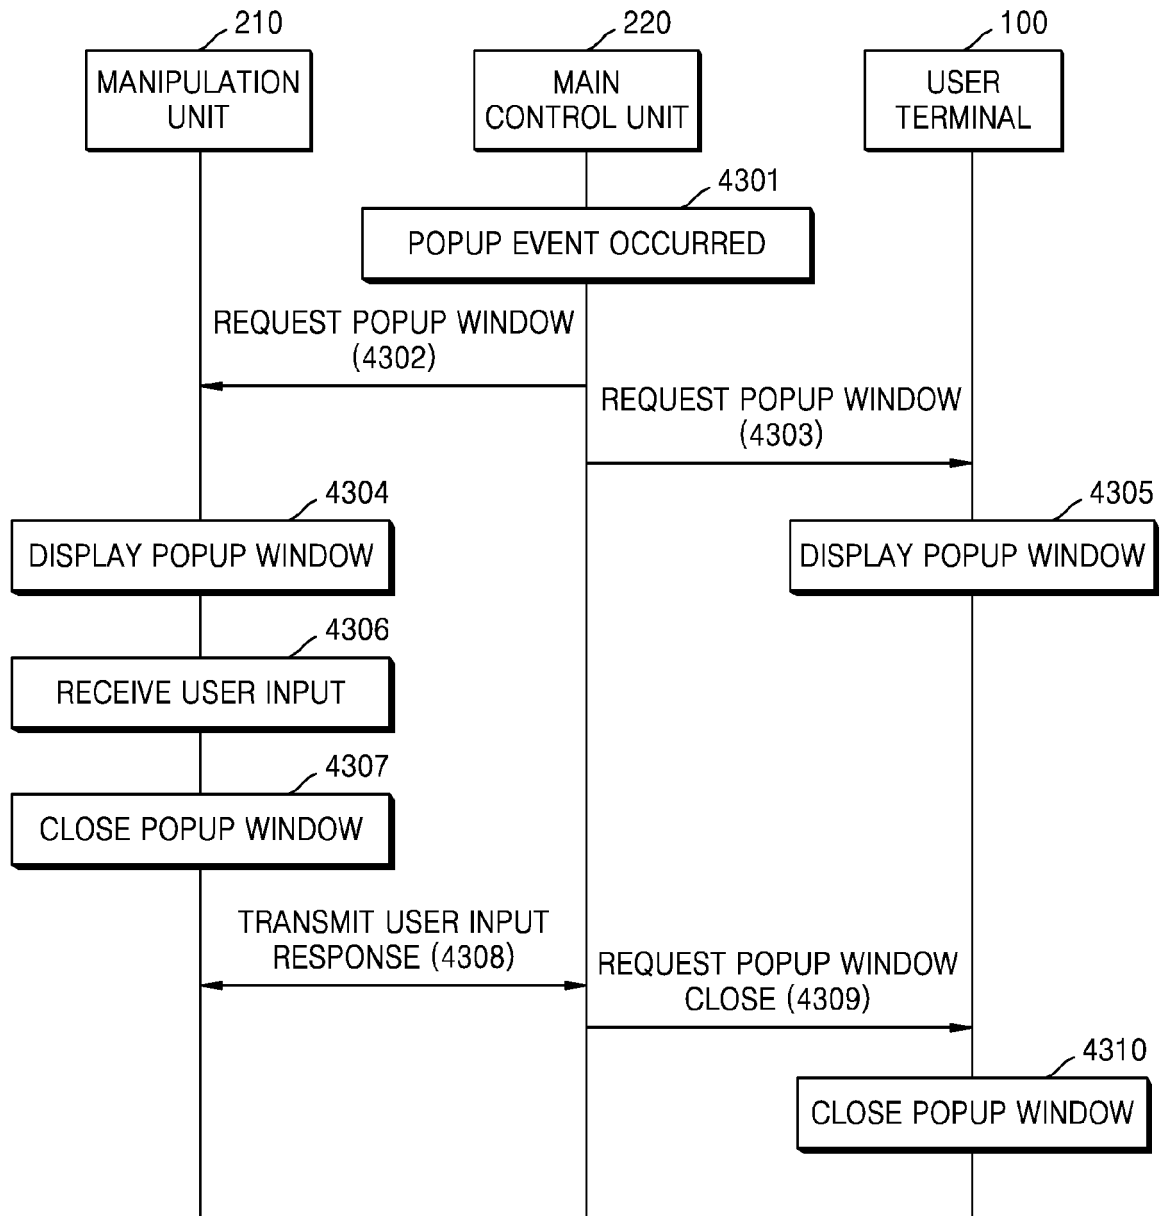 210
220
100
MANIPULATION
UNIT
MAIN
CONTROL UNIT
USER
TERMINAL
4301
POPUP EVENT OCCURRED
REQUEST POPUP WINDOW
(4302)
REQUEST POPUP WINDOW
(4303)
4304
DISPLAY POPUP WINDOW
4305
DISPLAY POPUP WINDOW
4306
RECEIVE USER INPUT
4307
CLOSE POPUP WINDOW
TRANSMIT USER INPUT
RESPONSE (4308)
REQUEST POPUP WINDOW
CLOSE (4309)
4310
CLOSE POPUP WINDOW